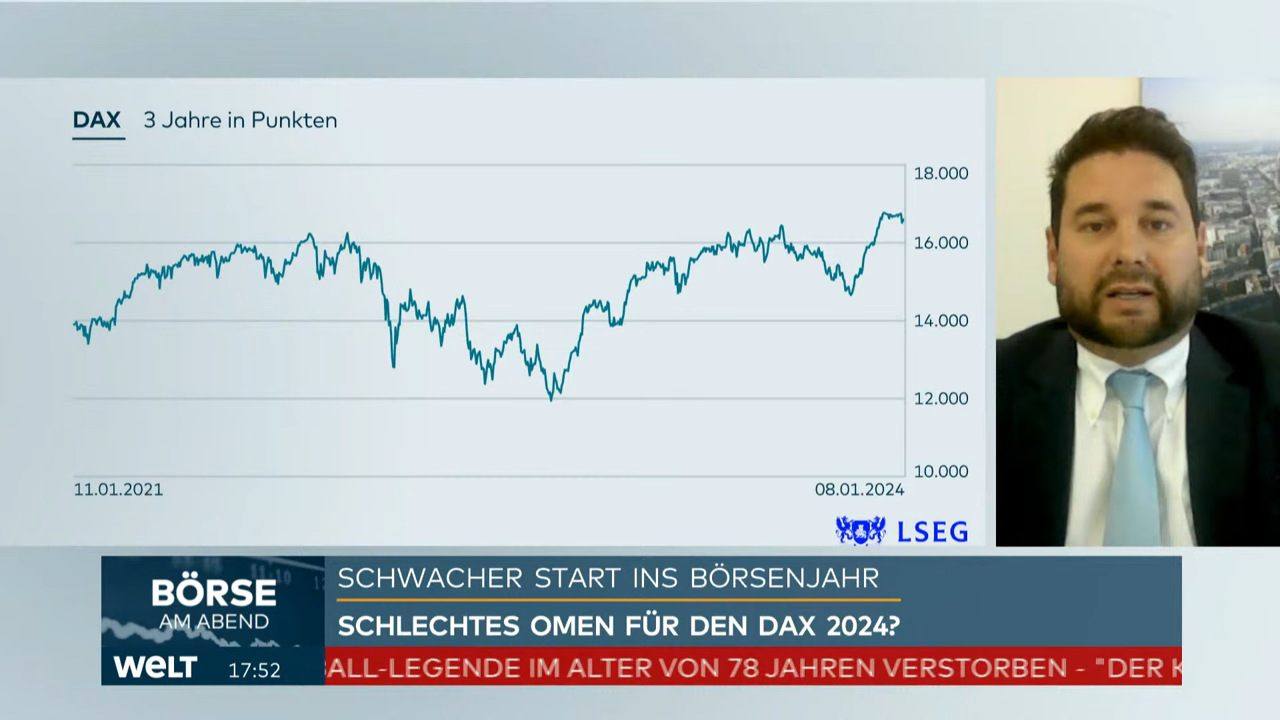 DAX 3 Jahre in Punkten
18.000
16.000
14.000
12.000
10.000
11.01.2021 08.01.2024
LSEG
BÖRSE
AM ABEND
SCHWACHER START INS BÖRSENJAHR
SCHLECHTES OMEN FÜR DEN DAX 2024?
WELT 17:52
BALL-LEGENDE IM ALTER VON 78 JAHREN VERSTORBEN - "DER K